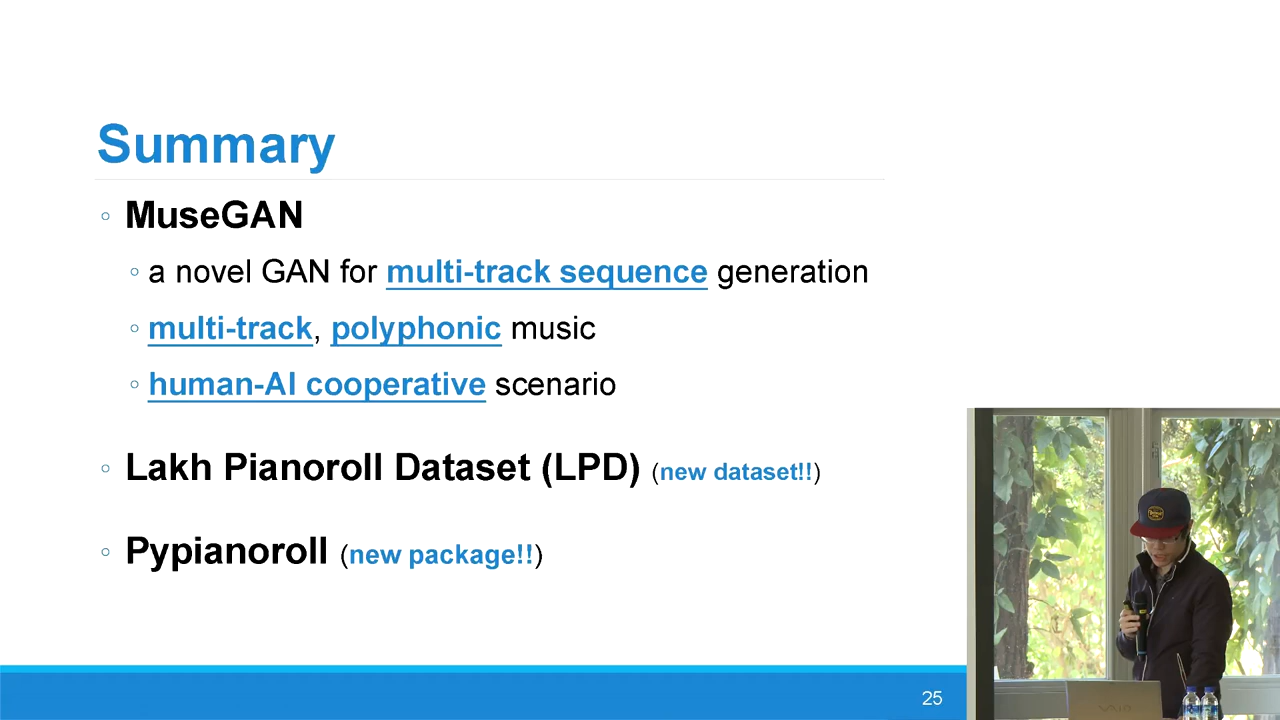 Summary
◦ MuseGAN
◦ a novel GAN for multi-track sequence generation
◦ multi-track, polyphonic music
◦ human-AI cooperative scenario
◦ Lakh Pianoroll Dataset (LPD) (new dataset!!)
◦ Pypianoroll (new package!!)
25
VAIO